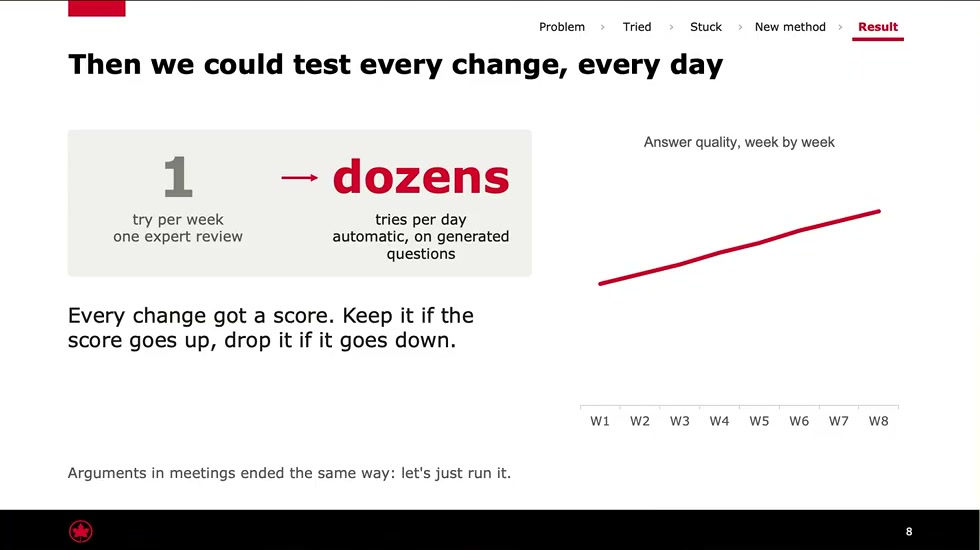 Problem › Tried › Stuck › New method › Result
Then we could test every change, every day
1
try per week
one expert review
dozens
tries per day
automatic, on generated
questions
Every change got a score. Keep it if the
score goes up, drop it if it goes down.
Answer quality, week by week
W1 W2 W3 W4 W5 W6 W7 W8
Arguments in meetings ended the same way: let's just run it.
8